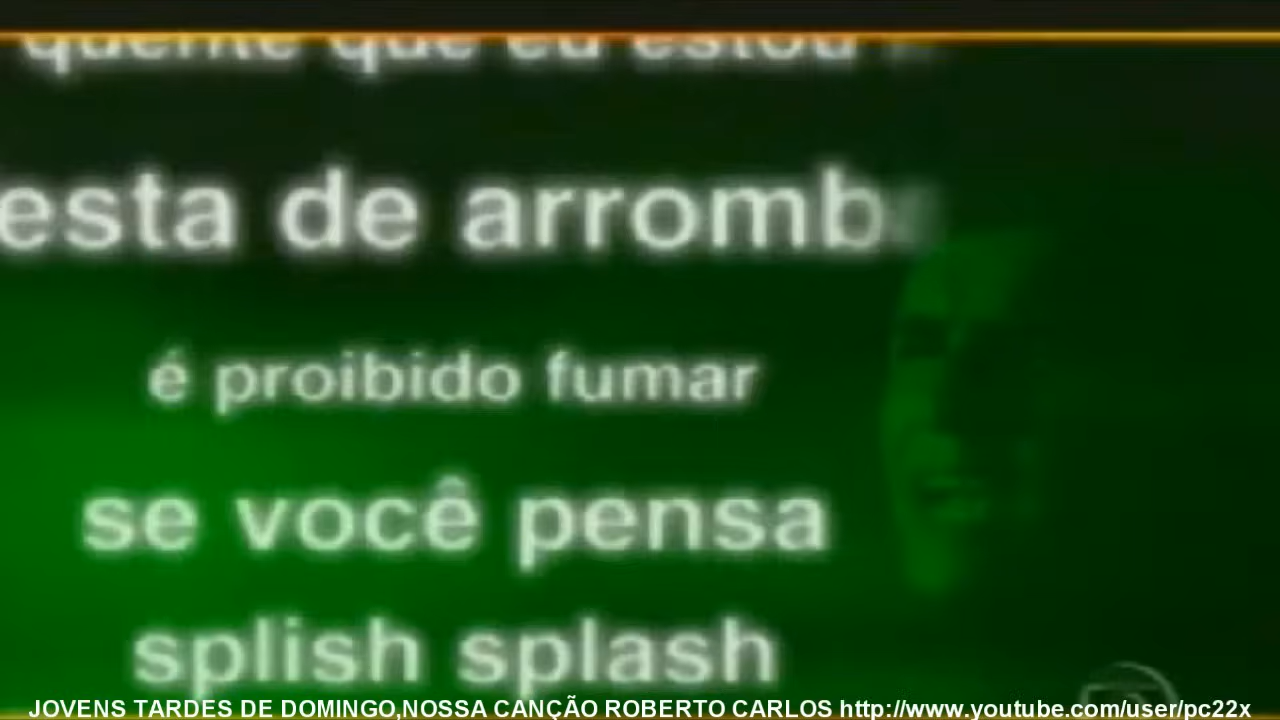 quente que eu estou
esta de arromba
é proibido fumar
se você pensa
splish splash
JOVENS TARDES DE DOMINGO,NOSSA CANÇÃO ROBERTO CARLOS http://www.youtube.com/user/pc22x